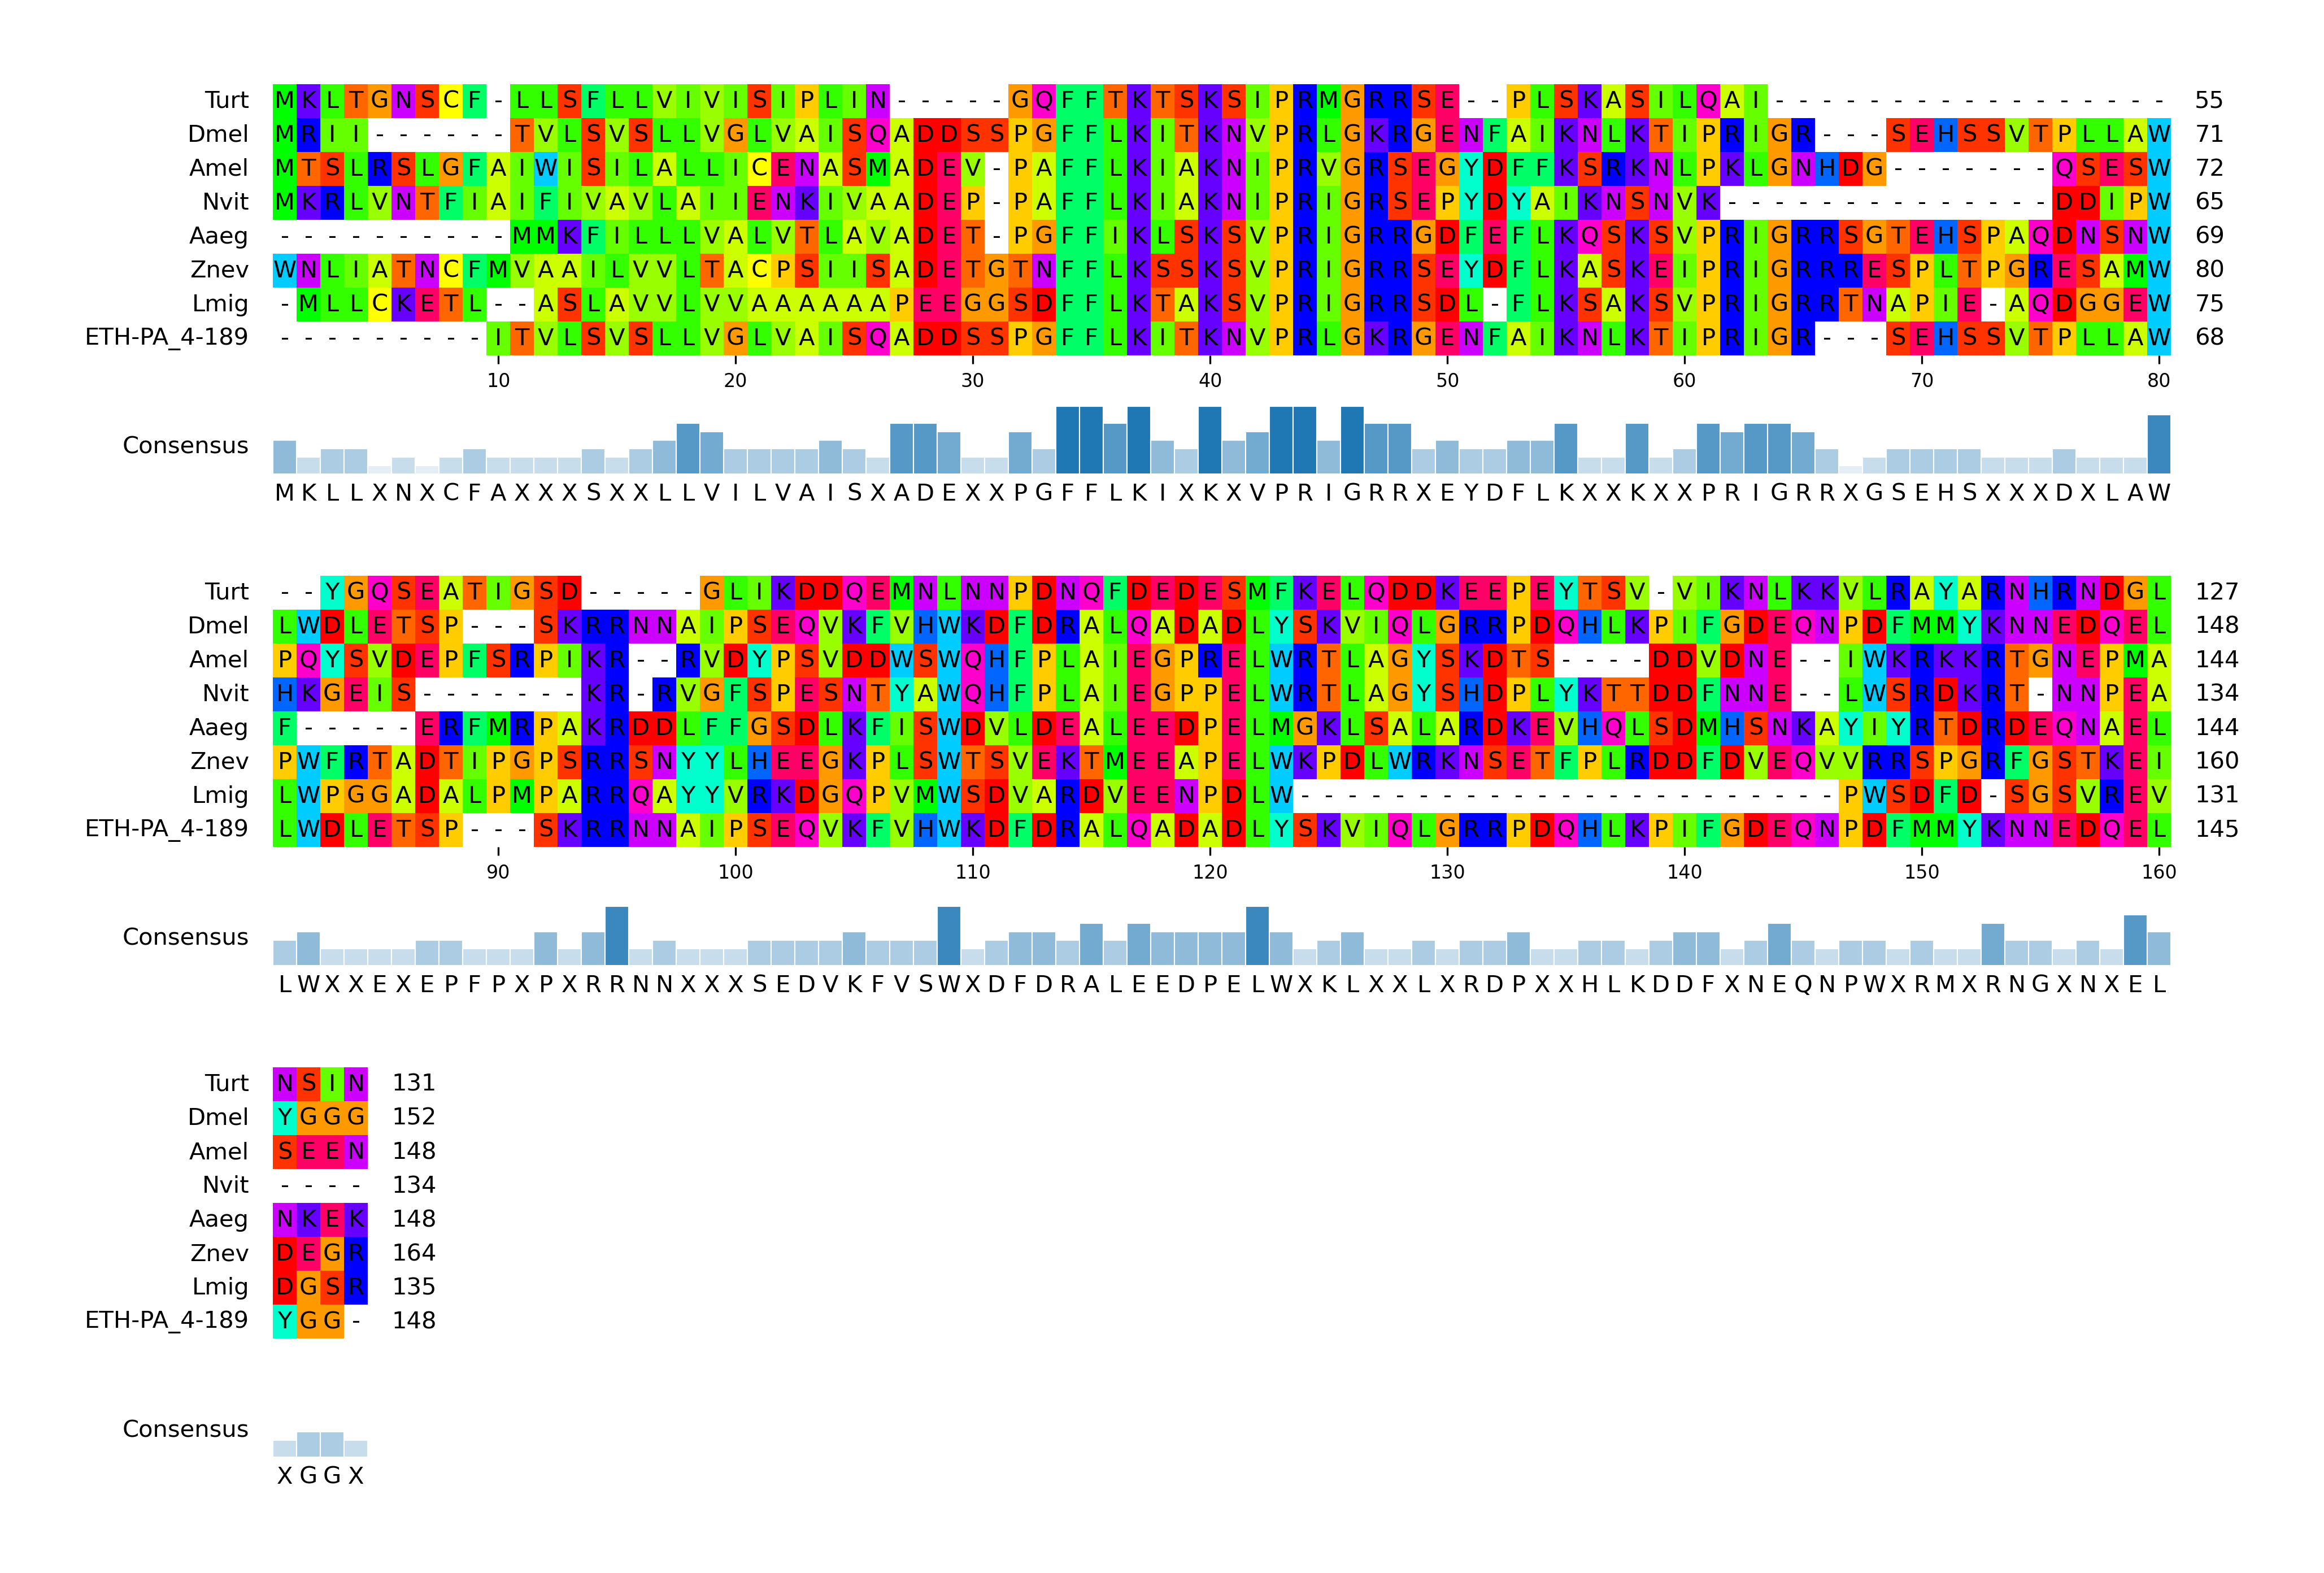 Turt MKLTGNSCF-LLSFLLVIVISIPLIN-----GQFFTKTSKSIPRMGRRSE--PLSKASILQAI----------------- 55
Dmel MRII------TVLSVSLLVGLVAISQADDSSPGFFLKITKNVPRLGKRGENFAIKNLKTIPRIGR---SEHSSVTPLLAW 71
Amel MTSLRSLGFAIWISILALLICENASMADEV-PAFFLKIAKNIPRVGRSEGYDFFKSRKNLPKLGNHDG-------QSESW 72
Nvit MKRLVNTFIAIFIVAVLAIIENKIVAADEP-PAFFLKIAKNIPRIGRSEPYDYAIKNSNVK--------------DDIPW 65
Aaeg ----------MMKFILLLVALVTLAVADET-PGFFIKLSKSVPRIGRRGDFEFLKQSKSVPRIGRRSGTEHSPAQDNSNW 69
Znev WNLIATNCFMVAAILVVLTACPSIISADETGTNFFLKSSKSVPRIGRRSEYDFLKASKEIPRIGRRRESPLTPGRESAMW 80
Lmig -MLLCKETL--ASLAVVLVVAAAAAAPEEGGSDFFLKTAKSVPRIGRRSDL-FLKSAKSVPRIGRRTNAPIE-AQDGGEW 75
ETH-PA_4-189 ---------ITVLSVSLLVGLVAISQADDSSPGFFLKITKNVPRLGKRGENFAIKNLKTIPRIGR---SEHSSVTPLLAW 68
10 20 30 40 50 60 70 80
Consensus
MKLLXNXCFAXXXSXXLLVILVAISXADEXXPGFFLKIXKXVPRIGRRXEYDFLKXXKXXPRIGRRXGSEHSXXXDXLAW
Turt --YGQSEATIGSD-----GLIKDDQEMNLNNPDNQFDEDESMFKELQDDKEEPEYTSV-VIKNLKKVLRAYARNHRNDGL 127
Dmel LWDLETSP---SKRRNNAIPSEQVKFVHWKDFDRALQADADLYSKVIQLGRRPDQHLKPIFGDEQNPDFMMYKNNEDQEL 148
Amel PQYSVDEPFSRPIKR--RVDYPSVDDWSWQHFPLAIEGPRELWRTLAGYSKDTS----DDVDNE--IWKRKKRTGNEPMA 144
Nvit HKGEIS-------KR-RVGFSPESNTYAWQHFPLAIEGPPELWRTLAGYSHDPLYKTTDDFNNE--LWSRDKRT-NNPEA 134
Aaeg F-----ERFMRPAKRDDLFFGSDLKFISWDVLDEALEEDPELMGKLSALARDKEVHQLSDMHSNKAYIYRTDRDEQNAEL 144
Znev PWFRTADTIPGPSRRSNYYLHEEGKPLSWTSVEKTMEEAPELWKPDLWRKNSETFPLRDDFDVEQVVRRSPGRFGSTKEI 160
Lmig LWPGGADALPMPARRQAYYVRKDGQPVMWSDVARDVEENPDLW-----------------------PWSDFD-SGSVREV 131
ETH-PA_4-189 LWDLETSP---SKRRNNAIPSEQVKFVHWKDFDRALQADADLYSKVIQLGRRPDQHLKPIFGDEQNPDFMMYKNNEDQEL 145
90 100 110 120 130 140 150 160
Consensus
LWXXEXEPFPXPXRRNNXXXSEDVKFVSWXDFDRALEEDPELWXKLXXLXRDPXXHLKDDFXNEQNPWXRMXRNGXNXEL
Turt NSIN 131
Dmel YGGG 152
Amel SEEN 148
Nvit ---- 134
Aaeg NKEK 148
Znev DEGR 164
Lmig DGSR 135
ETH-PA_4-189 YGG- 148
Consensus
XGGX